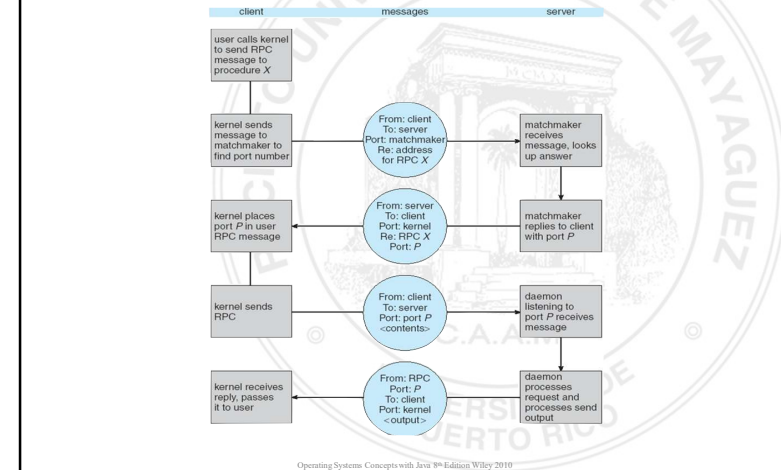 client messages server
user calls kernel
to send RPC
message to
procedure X
kernel sends
message to
matchmaker to
find port number
From: client
To: server
Port: matchmaker
Re: address
for RPC X
matchmaker
receives
message, looks
up answer
kernel places
port P in user
RPC message
From: server
To: client
Port: kernel
Re: RPC X
Port: P
matchmaker
replies to client
with port P
kernel sends
RPC
From: client
To: server
Port: port P
<contents>
daemon
listening to
port P receives
message
kernel receives
reply, passes
it to user
From: RPC
Port: P
To: client
Port: kernel
<output>
daemon
processes
request and
processes send
output
MAYAGUEZ
C.A.A.M.
PUERTO RICO
Operating Systems Concepts with Java 8th Edition Wiley 2010